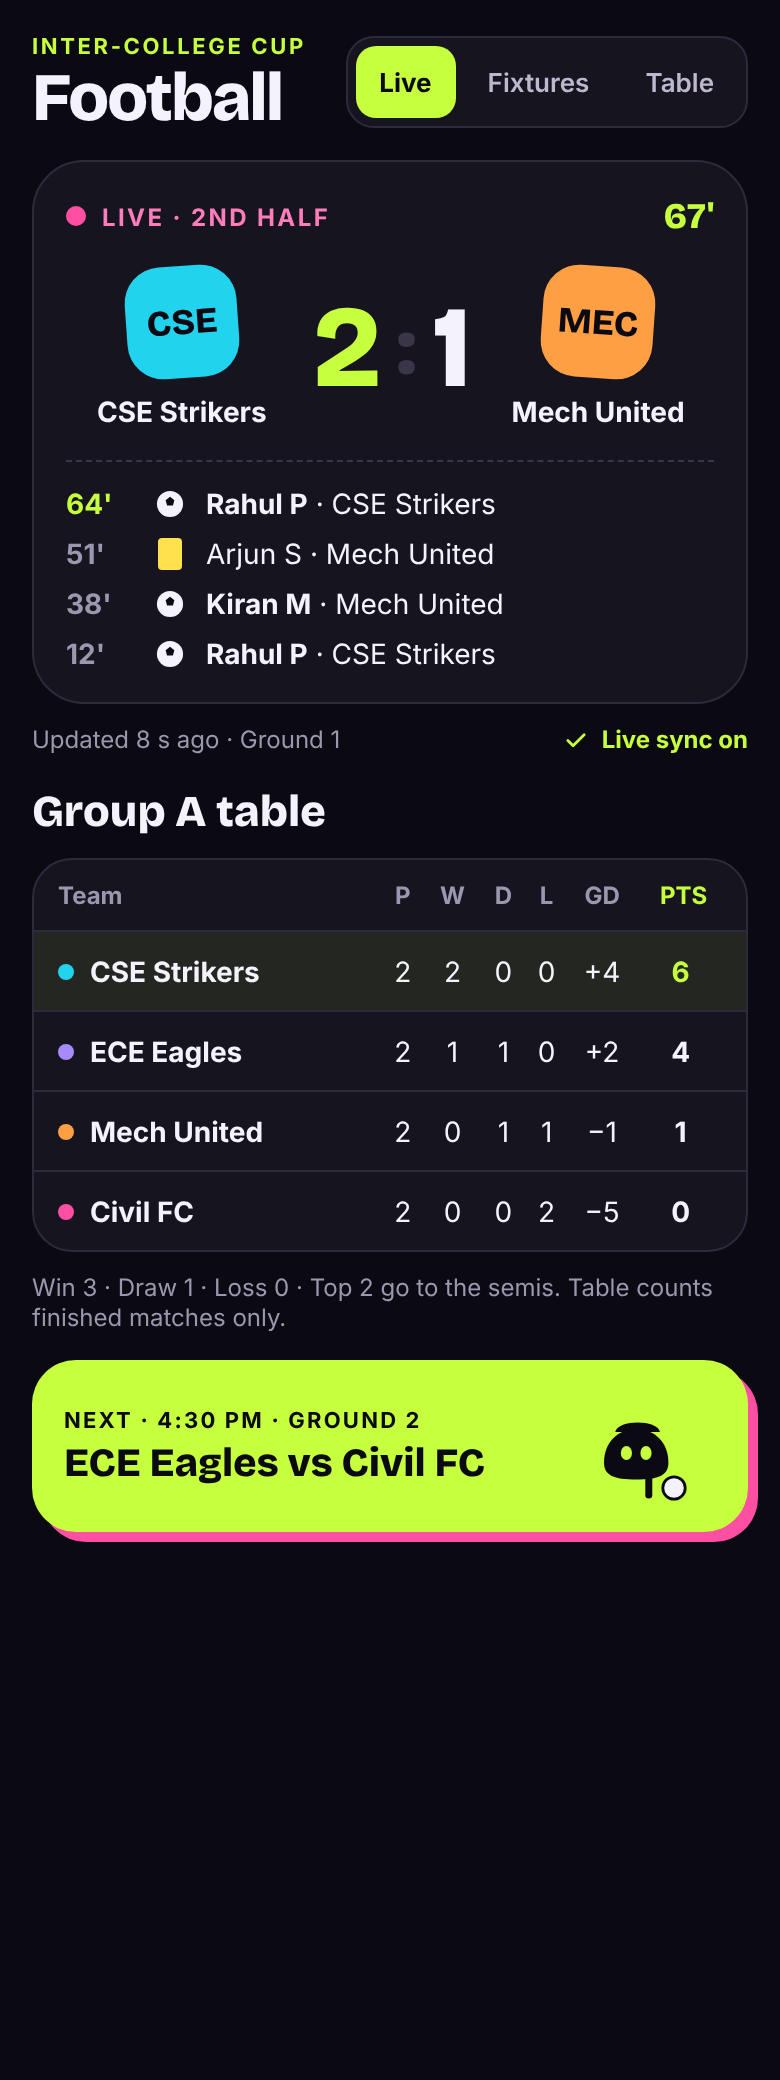 INTER-COLLEGE CUP
Football
Live Fixtures Table
LIVE · 2ND HALF 67'
CSE 2 : 1 MEC
CSE Strikers Mech United
64' Rahul P · CSE Strikers
51' Arjun S · Mech United
38' Kiran M · Mech United
12' Rahul P · CSE Strikers
Updated 8 s ago · Ground 1 ✓ Live sync on
Group A table
Team P W D L GD PTS
CSE Strikers 2 2 0 0 +4 6
ECE Eagles 2 1 1 0 +2 4
Mech United 2 0 1 1 −1 1
Civil FC 2 0 0 2 −5 0
Win 3 · Draw 1 · Loss 0 · Top 2 go to the semis. Table counts
finished matches only.
NEXT · 4:30 PM · GROUND 2
ECE Eagles vs Civil FC